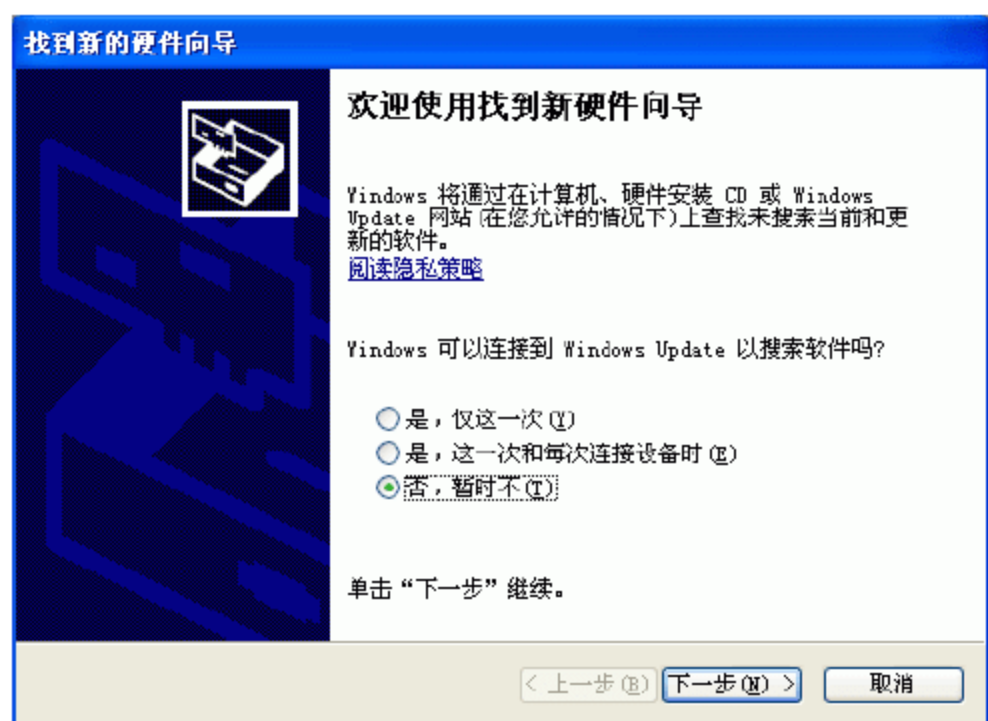 找到新的硬件向导
欢迎使用找到新硬件向导
Windows 将通过在计算机、硬件安装 CD 或 Windows
Update 网站(在您允许的情况下)上查找来搜索当前和更
新的软件。
阅读隐私策略
Windows 可以连接到 Windows Update 以搜索软件吗?
是，仅这一次(Y)
是，这一次和每次连接设备时(E)
否，暂时不(T)
单击“下一步”继续。
< 上一步(B) 下一步(N) > 取消